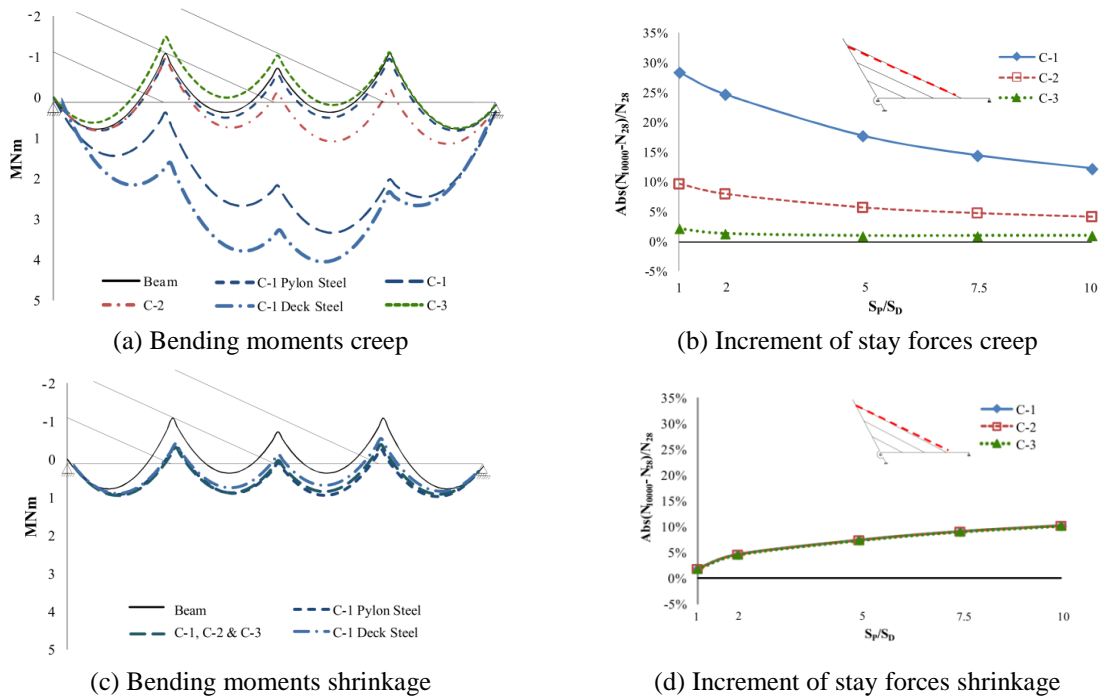 -2
-1
0
1
2
3
4
5
MNm
Beam
C-1 Pylon Steel
C-1
C-2
C-1 Deck Steel
C-3
(a) Bending moments creep
35%
30%
25%
20%
15%
10%
5%
0%
-5%
Abs(N10000-N28)/N28
C-1
C-2
C-3
1 2 5 7.5 10
SP/SD
(b) Increment of stay forces creep
-2
-1
0
1
2
3
4
5
MNm
Beam
C-1 Pylon Steel
C-1, C-2 & C-3
C-1 Deck Steel
(c) Bending moments shrinkage
35%
30%
25%
20%
15%
10%
5%
0%
-5%
Abs(N10000-N28)/N28
C-1
C-2
C-3
1 2 5 7.5 10
SP/SD
(d) Increment of stay forces shrinkage